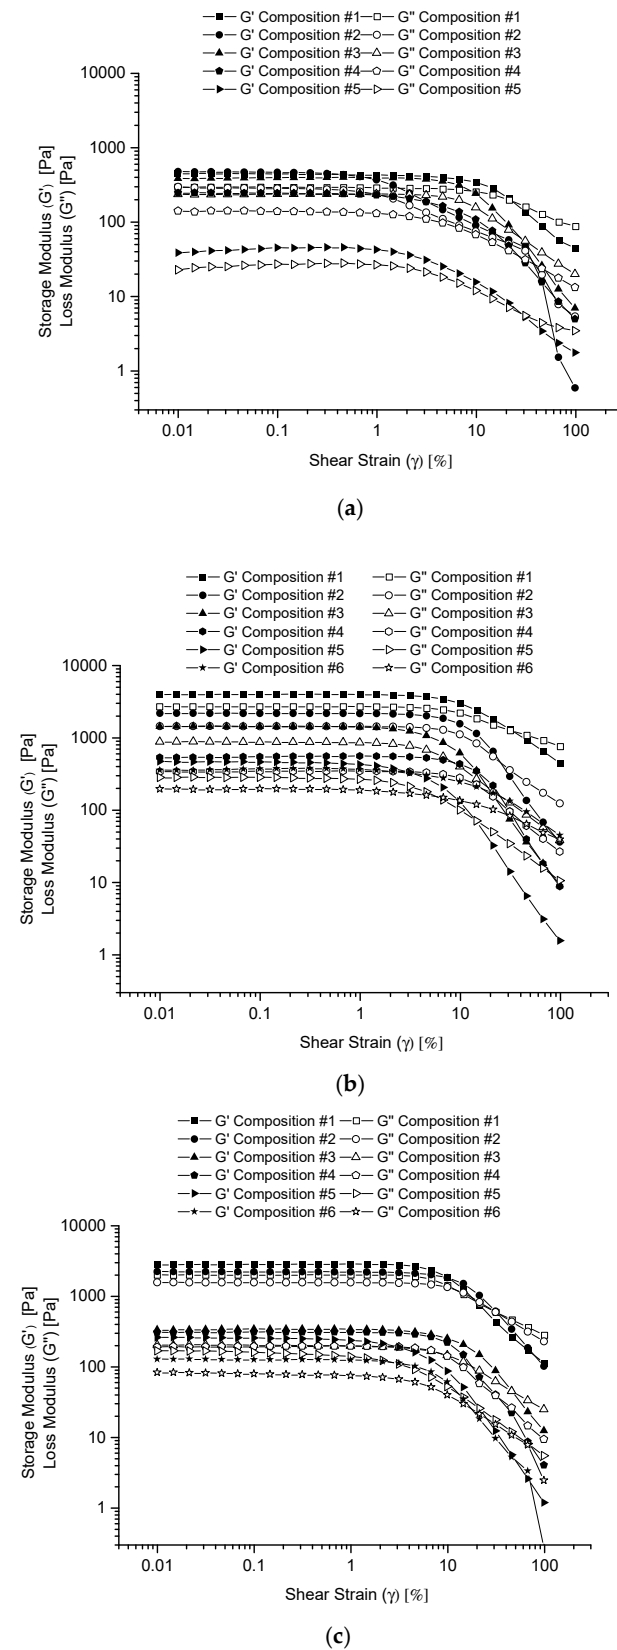 G' Composition #1 G" Composition #1
G' Composition #2 G" Composition #2
G' Composition #3 G" Composition #3
G' Composition #4 G" Composition #4
G' Composition #5 G" Composition #5
10000
1000
100
10
1
Storage Modulus (G') [Pa]
Loss Modulus (G") [Pa]
0.01 0.1 1 10 100
Shear Strain (γ) [%]
(a)
G' Composition #1 G" Composition #1
G' Composition #2 G" Composition #2
G' Composition #3 G" Composition #3
G' Composition #4 G" Composition #4
G' Composition #5 G" Composition #5
G' Composition #6 G" Composition #6
10000
1000
100
10
1
Storage Modulus (G') [Pa]
Loss Modulus (G") [Pa]
0.01 0.1 1 10 100
Shear Strain (γ) [%]
(b)
G' Composition #1 G" Composition #1
G' Composition #2 G" Composition #2
G' Composition #3 G" Composition #3
G' Composition #4 G" Composition #4
G' Composition #5 G" Composition #5
G' Composition #6 G" Composition #6
10000
1000
100
10
1
Storage Modulus (G') [Pa]
Loss Modulus (G") [Pa]
0.01 0.1 1 10 100
Shear Strain (γ) [%]
(c)